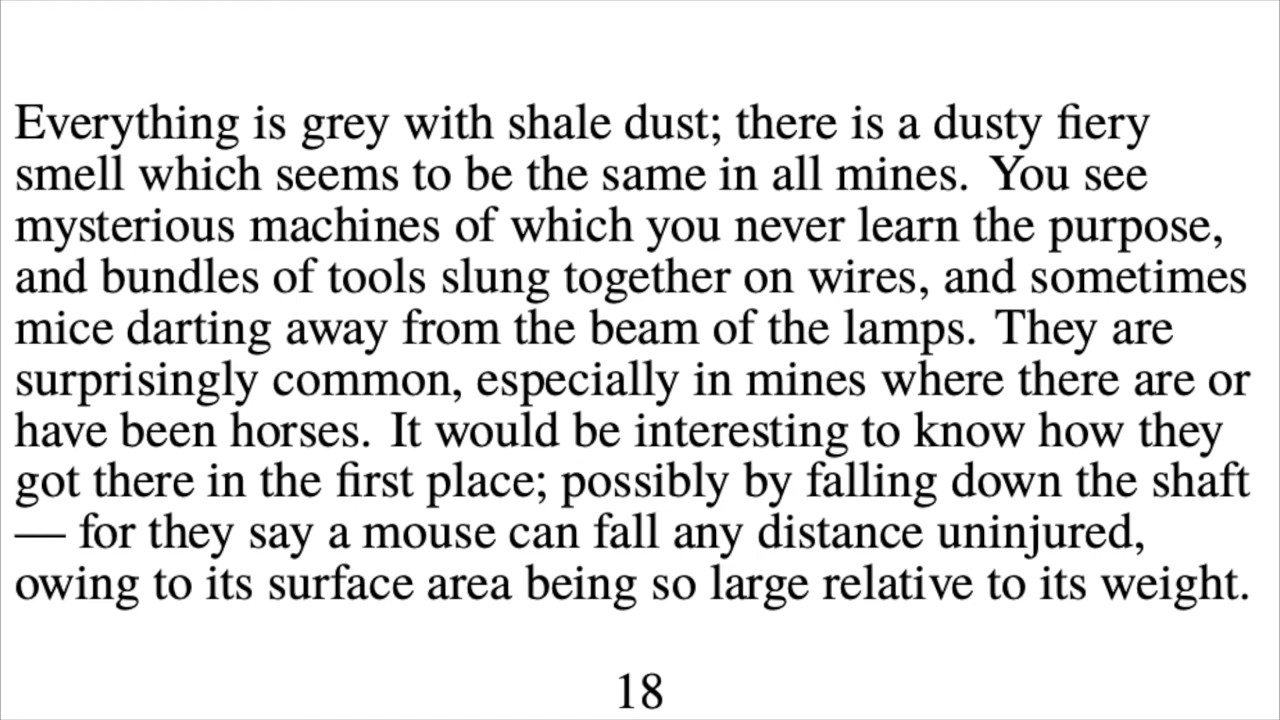 Everything is grey with shale dust; there is a dusty fiery
smell which seems to be the same in all mines. You see
mysterious machines of which you never learn the purpose,
and bundles of tools slung together on wires, and sometimes
mice darting away from the beam of the lamps. They are
surprisingly common, especially in mines where there are or
have been horses. It would be interesting to know how they
got there in the first place; possibly by falling down the shaft
— for they say a mouse can fall any distance uninjured,
owing to its surface area being so large relative to its weight.
18